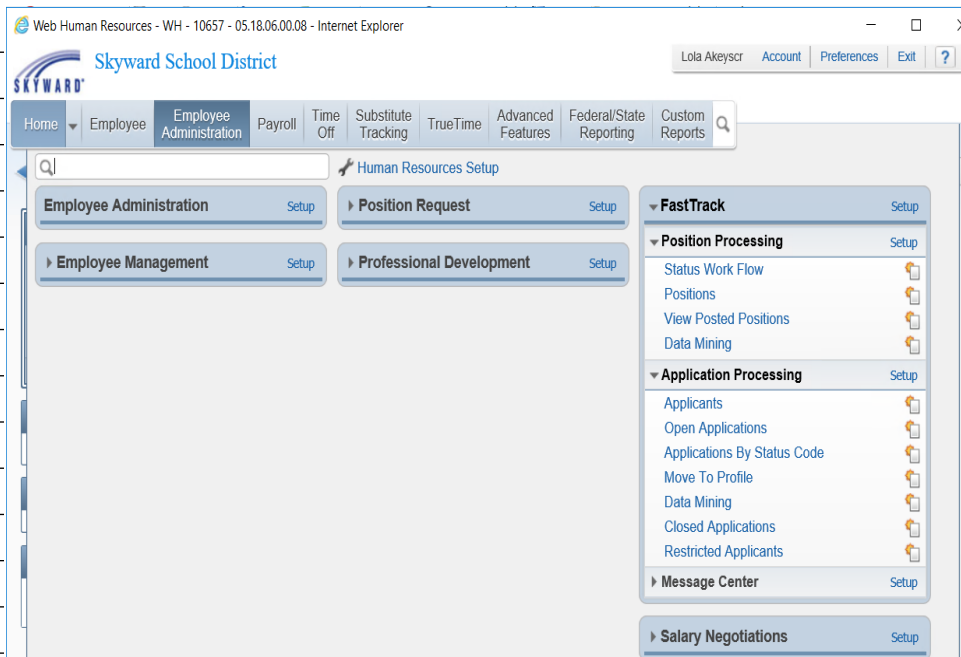 Web Human Resources - WH - 10657 - 05.18.06.00.08 - Internet Explorer
SKYWARD
Skyward School District
Lola Akeyscr Account Preferences Exit ?
Home Employee Employee Administration Payroll Time Off Substitute Tracking TrueTime Advanced Features Federal/State Reporting Custom Reports
Human Resources Setup
Employee Administration Setup
Employee Management Setup
Position Request Setup
Professional Development Setup
FastTrack Setup
Position Processing Setup
Status Work Flow
Positions
View Posted Positions
Data Mining
Application Processing Setup
Applicants
Open Applications
Applications By Status Code
Move To Profile
Data Mining
Closed Applications
Restricted Applicants
Message Center Setup
Salary Negotiations Setup